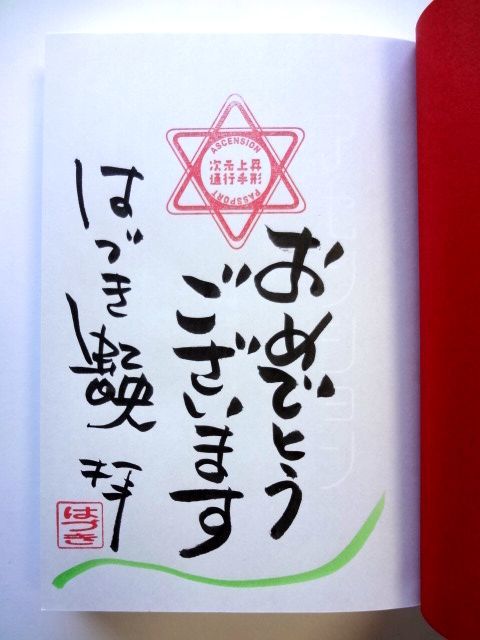 ASCENSION
次元上昇
通行手形
PASSPORT
おめでとう
ございます
はづき虹映 拝
はづき